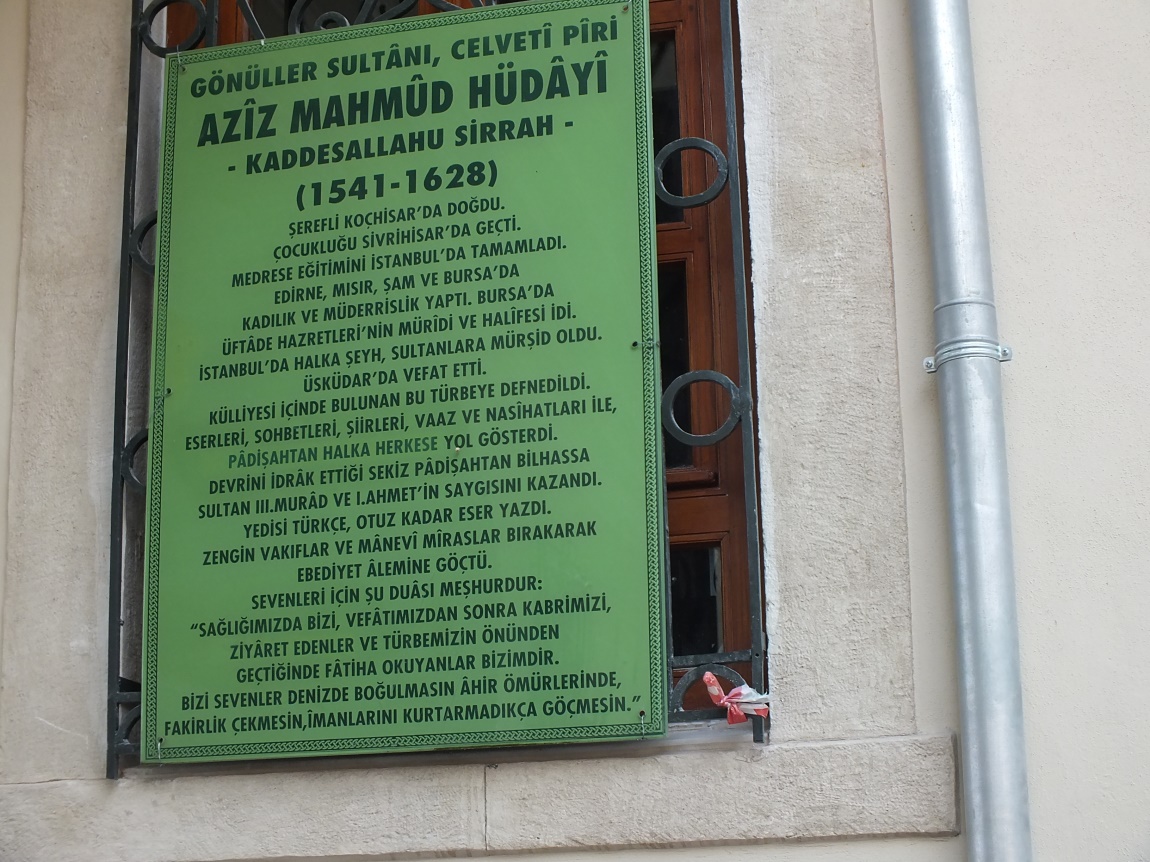 GÖNÜLLER SULTÂNI, CELVETÎ PÎRİ
AZÎZ MAHMÛD HÜDÂYÎ
- KADDESALLAHU SİRRAH -
(1541-1628)
ŞEREFLİ KOÇHİSAR'DA DOĞDU.
ÇOCUKLUĞU SİVRİHİSAR'DA GEÇTİ.
MEDRESE EĞİTİMİNİ İSTANBUL'DA TAMAMLADI.
EDİRNE, MISIR, ŞAM VE BURSA'DA
KADILIK VE MÜDERRİSLİK YAPTI. BURSA'DA
ÜFTÂDE HAZRETLERİ'NİN MÜRÎDİ VE HALÎFESİ İDİ.
İSTANBUL'DA HALKA ŞEYH, SULTANLARA MÜRŞİD OLDU.
ÜSKÜDAR'DA VEFAT ETTİ.
KÜLLİYESİ İÇİNDE BULUNAN BU TÜRBEYE DEFNEDİLDİ.
ESERLERİ, SOHBETLERİ, ŞİİRLERİ, VAAZ VE NASÎHATLARI İLE,
PÂDİŞAHTAN HALKA HERKESE YOL GÖSTERDİ.
DEVRİNİ İDRÂK ETTİĞİ SEKİZ PÂDİŞAHTAN BİLHASSA
SULTAN III.MURÂD VE I.AHMET'İN SAYGISINI KAZANDI.
YEDİSİ TÜRKÇE, OTUZ KADAR ESER YAZDI.
ZENGİN VAKIFLAR VE MÂNEVÎ MÎRASLAR BIRAKARAK
EBEDİYET ÂLEMİNE GÖÇTÜ.
SEVENLERİ İÇİN ŞU DUÂSI MEŞHURDUR:
"SAĞLIĞIMIZDA BİZİ, VEFÂTIMIZDAN SONRA KABRİMİZİ,
ZİYÂRET EDENLER VE TÜRBEMİZİN ÖNÜNDEN
GEÇTİĞİNDE FÂTİHA OKUYANLAR BİZİMDİR.
BİZİ SEVENLER DENİZDE BOĞULMASIN ÂHİR ÖMÜRLERİNDE,
FAKİRLİK ÇEKMESİN,ÎMANLARINI KURTARMADIKÇA GÖÇMESİN."